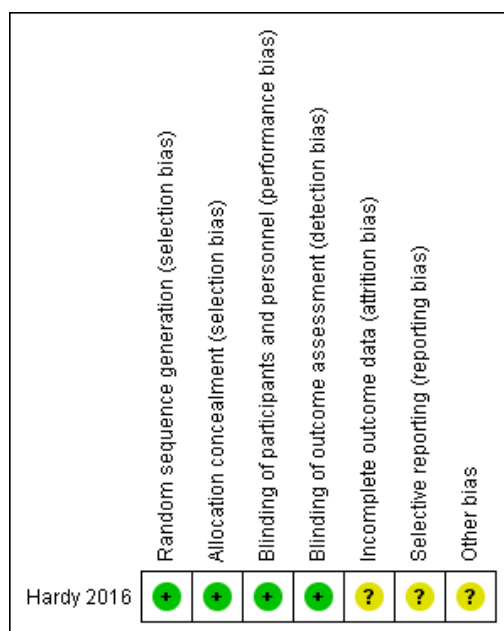 Random sequence generation (selection bias)
Allocation concealment (selection bias)
Blinding of participants and personnel (performance bias)
Blinding of outcome assessment (detection bias)
Incomplete outcome data (attrition bias)
Selective reporting (reporting bias)
Other bias
Hardy 2016 + + + + ? ? ?